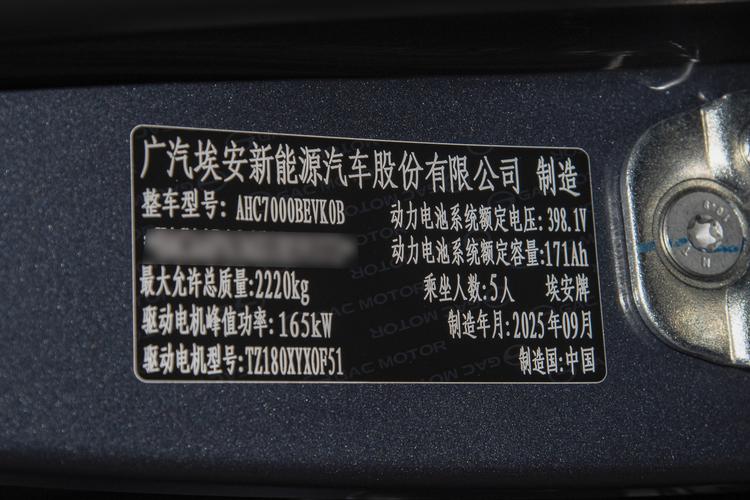 广汽埃安新能源汽车股份有限公司 制造
整车型号: AHC7000BEVK0B
动力电池系统额定电压: 398.1V
动力电池系统额定容量: 171Ah
最大允许总质量: 2220kg
乘坐人数: 5人 埃安牌
驱动电机峰值功率: 165kW
制造年月: 2025年09月
驱动电机型号: TZ180XYX0F51
制造国: 中国
GAC MOTOR